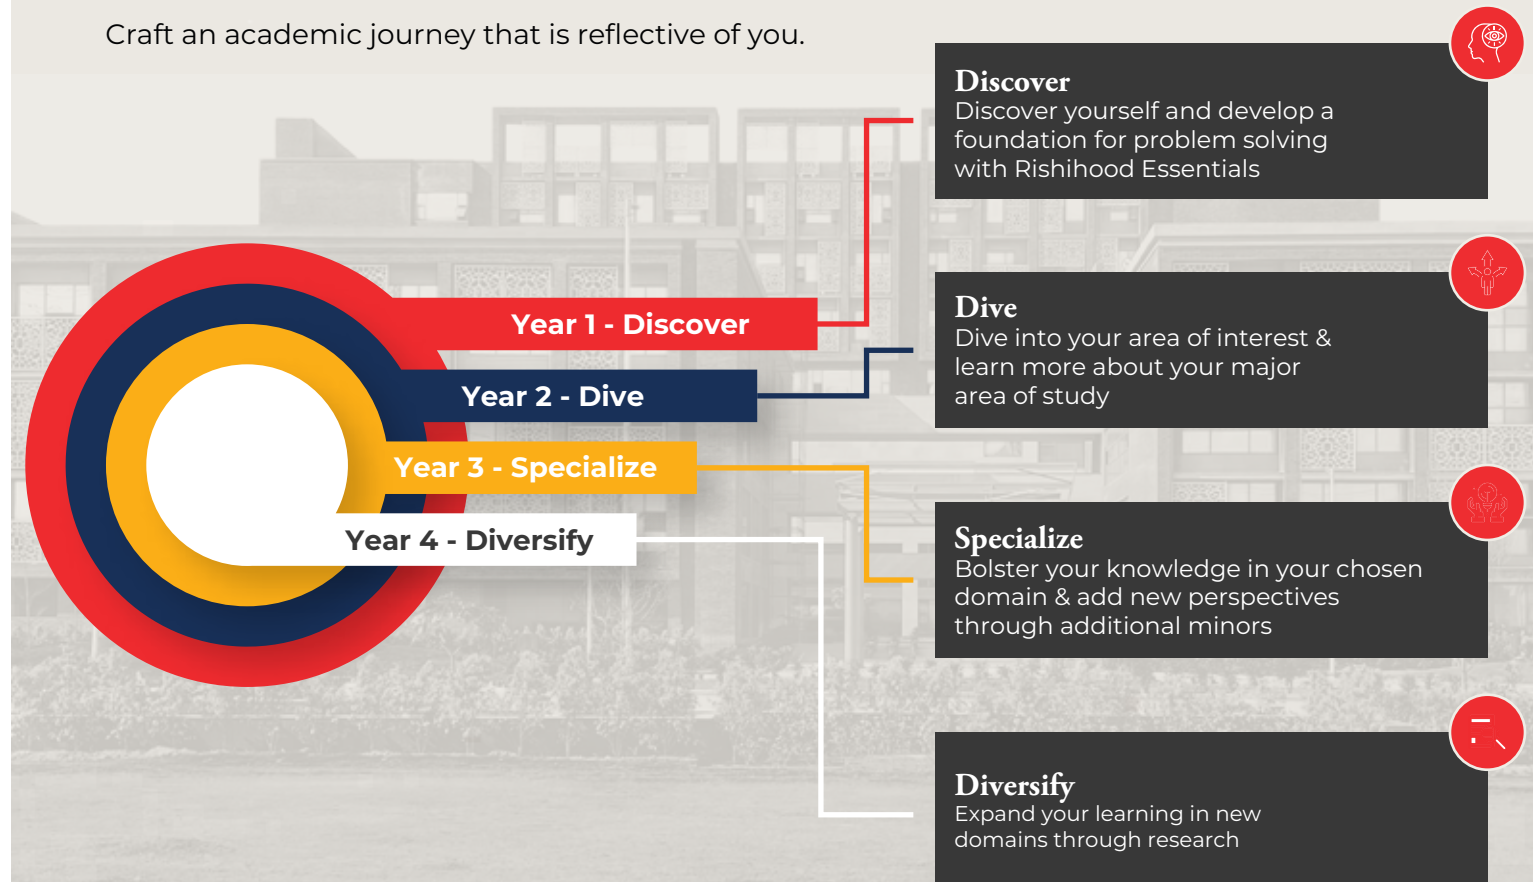 Craft an academic journey that is reflective of you.
Year 1 - Discover
Year 2 - Dive
Year 3 - Specialize
Year 4 - Diversify
Discover
Discover yourself and develop a
foundation for problem solving
with Rishihood Essentials
Dive
Dive into your area of interest &
learn more about your major
area of study
Specialize
Bolster your knowledge in your chosen
domain & add new perspectives
through additional minors
Diversify
Expand your learning in new
domains through research